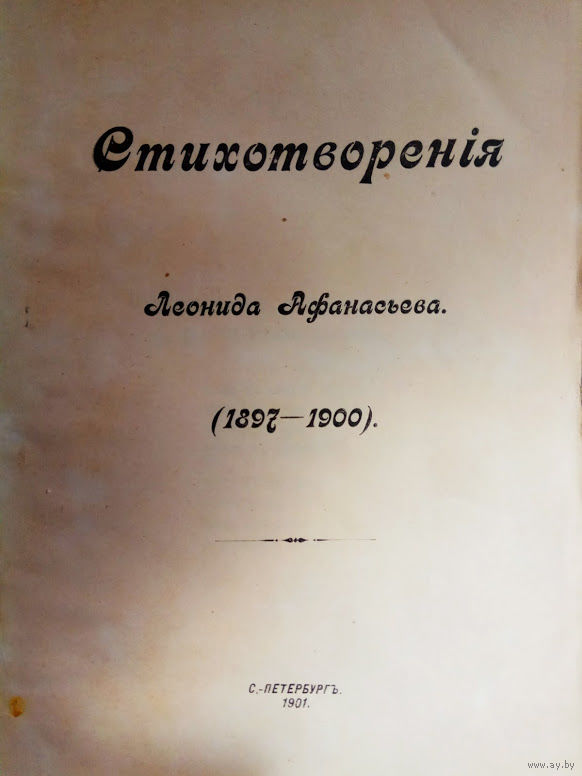 Стихотворенія
Леонида Афанасьева.
(1897—1900).
С.-ПЕТЕРБУРГЪ.
1901.
www.ay.by